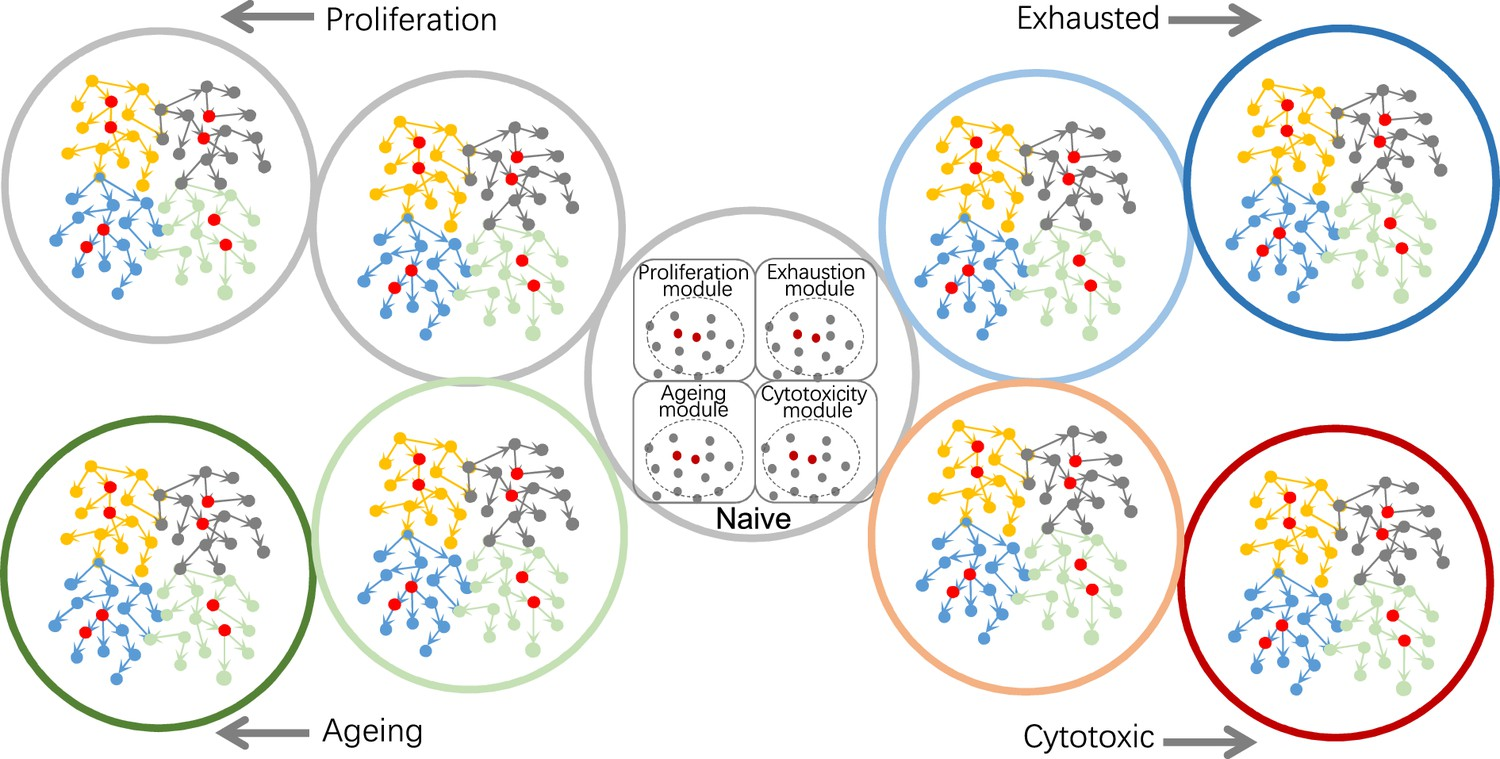 Proliferation
Exhausted
Proliferation
module
Exhaustion
module
Ageing
module
Cytotoxicity
module
Naive
Ageing
Cytotoxic